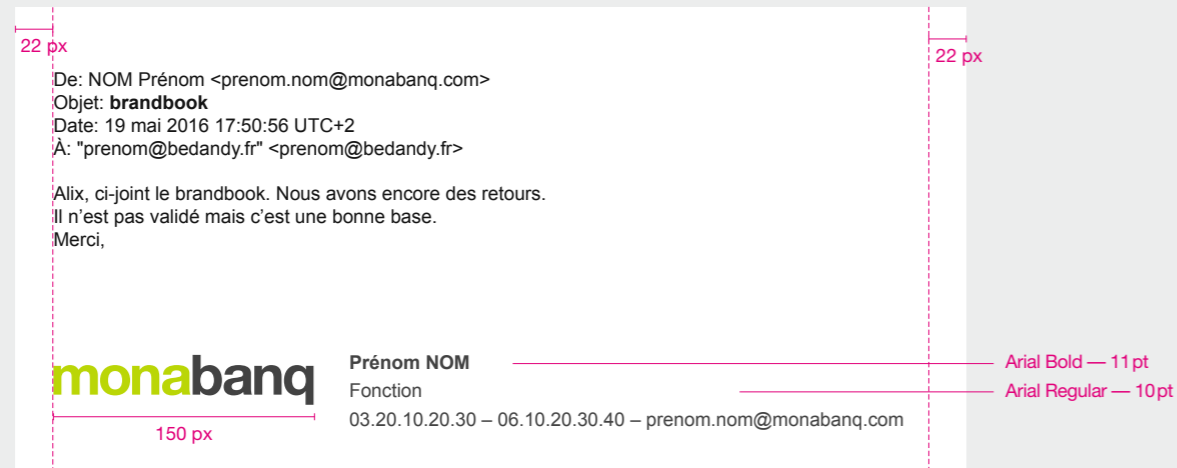 22 px
22 px
De: NOM Prénom <prenom.nom@monabanq.com>
Objet: brandbook
Date: 19 mai 2016 17:50:56 UTC+2
À: "prenom@bedandy.fr" <prenom@bedandy.fr>
Alix, ci-joint le brandbook. Nous avons encore des retours.
Il n’est pas validé mais c’est une bonne base.
Merci,
monabanq
150 px
Prénom NOM
Arial Bold — 11 pt
Fonction
Arial Regular — 10 pt
03.20.10.20.30 – 06.10.20.30.40 – prenom.nom@monabanq.com